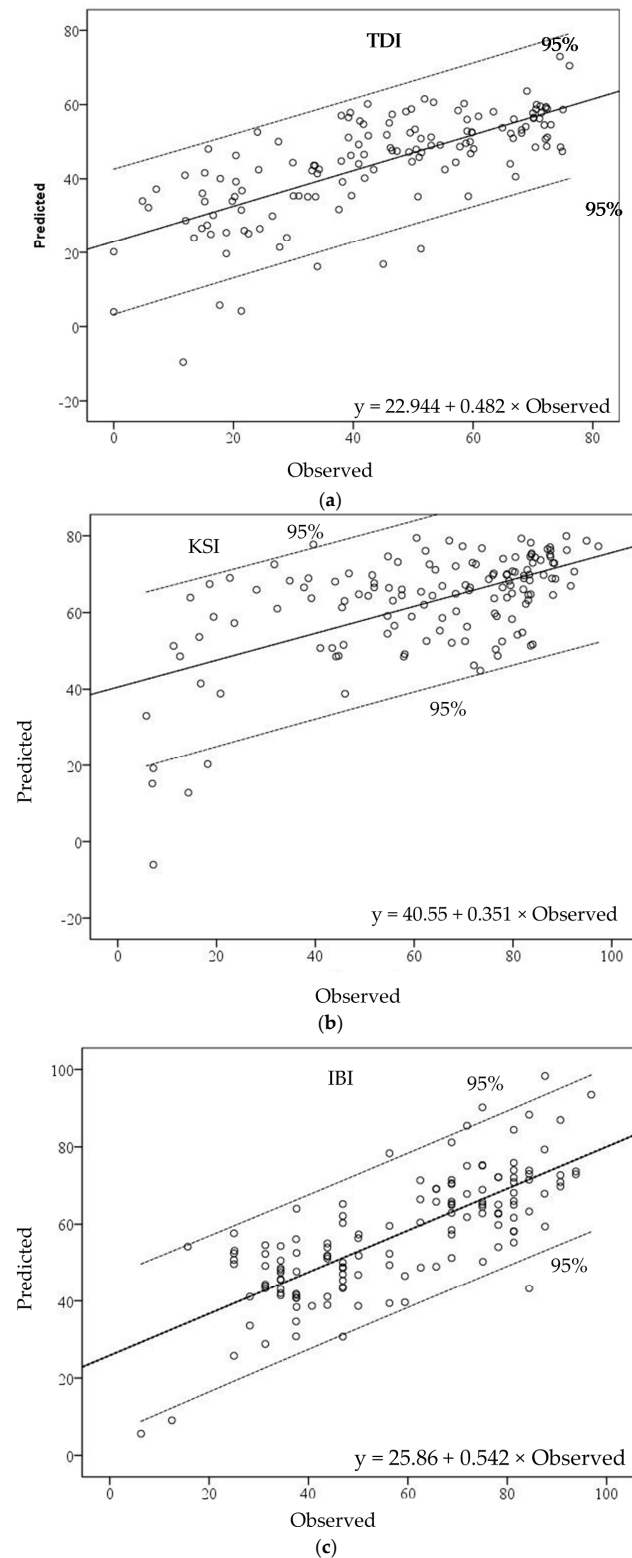 80
TDI
95%
60
40
Predicted
95%
20
0
-20
y = 22.944 + 0.482 × Observed
0 20 40 60 80
Observed
(a)
95%
80
KSI
60
40
95%
Predicted
20
0
y = 40.55 + 0.351 × Observed
-20
0 20 40 60 80 100
Observed
(b)
100
IBI
95%
80
60
95%
Predicted
40
20
0
y = 25.86 + 0.542 × Observed
0 20 40 60 80 100
Observed
(c)